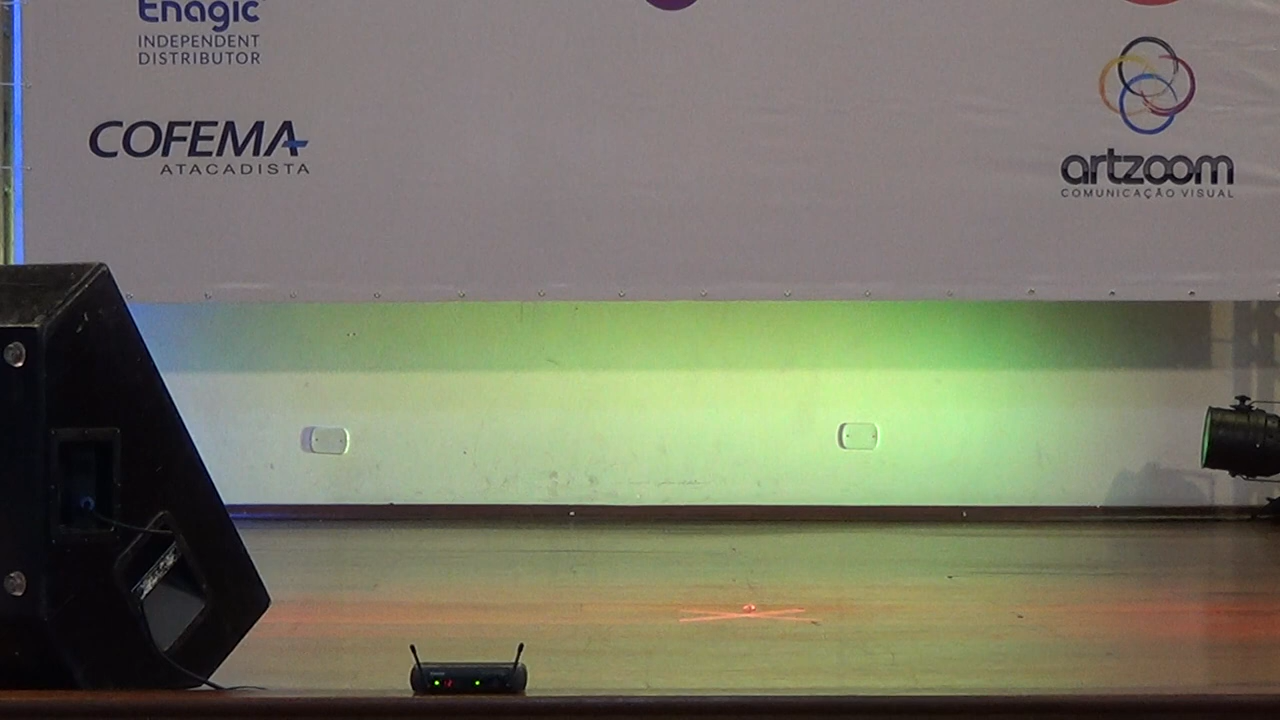 Enagic
INDEPENDENT
DISTRIBUTOR
COFEMA
ATACADISTA
artzoom
COMUNICAÇÃO VISUAL